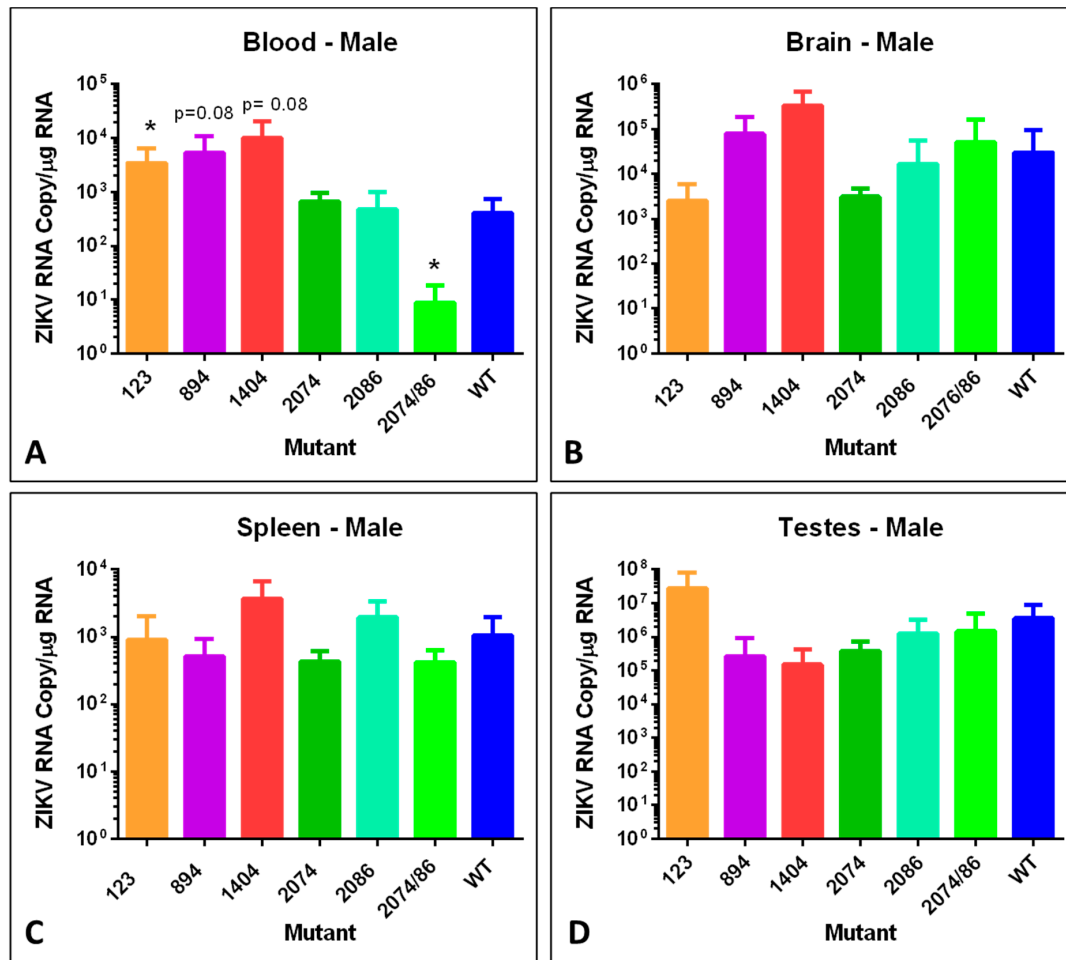 Blood - Male
ZIKV RNA Copy/µg RNA
10⁵
10⁴
10³
10²
10¹
10⁰
*
p=0.08
p= 0.08
*
123
894
1404
2074
2086
2074/86
WT
Mutant
A
Brain - Male
ZIKV RNA Copy/µg RNA
10⁶
10⁵
10⁴
10³
10²
10¹
10⁰
123
894
1404
2074
2086
2076/86
WT
Mutant
B
Spleen - Male
ZIKV RNA Copy/µg RNA
10⁴
10³
10²
10¹
10⁰
123
894
1404
2074
2086
2074/86
WT
Mutant
C
Testes - Male
ZIKV RNA Copy/µg RNA
10⁸
10⁷
10⁶
10⁵
10⁴
10³
10²
10¹
10⁰
123
894
1404
2074
2086
2074/86
WT
Mutant
D